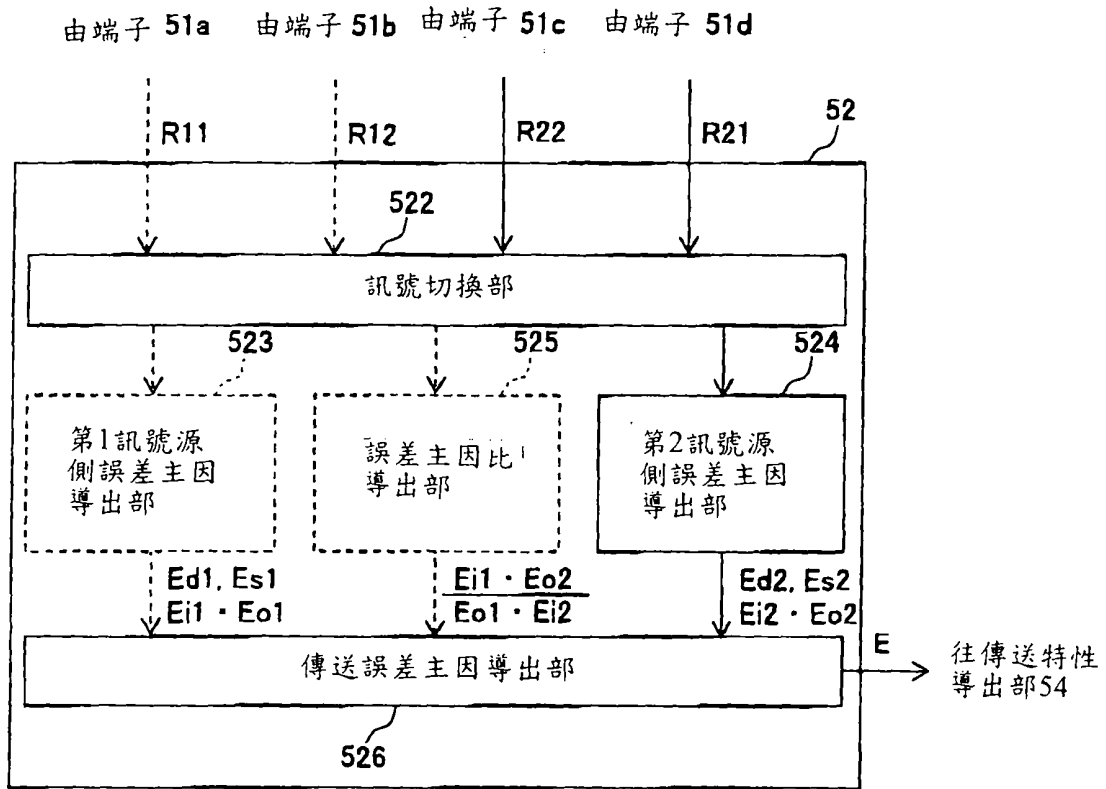 由端子 51a 由端子 51b 由端子 51c 由端子 51d
R11 R12 R22 R21
52
522
訊號切換部
523 525 524
第1訊號源
側誤差主因
導出部
誤差主因比
導出部
第2訊號源
側誤差主因
導出部
Ed1, Es1
Ei1・Eo1
Ei1・Eo2
Eo1・Ei2
Ed2, Es2
Ei2・Eo2
E
傳送誤差主因導出部
往傳送特性
導出部54
526